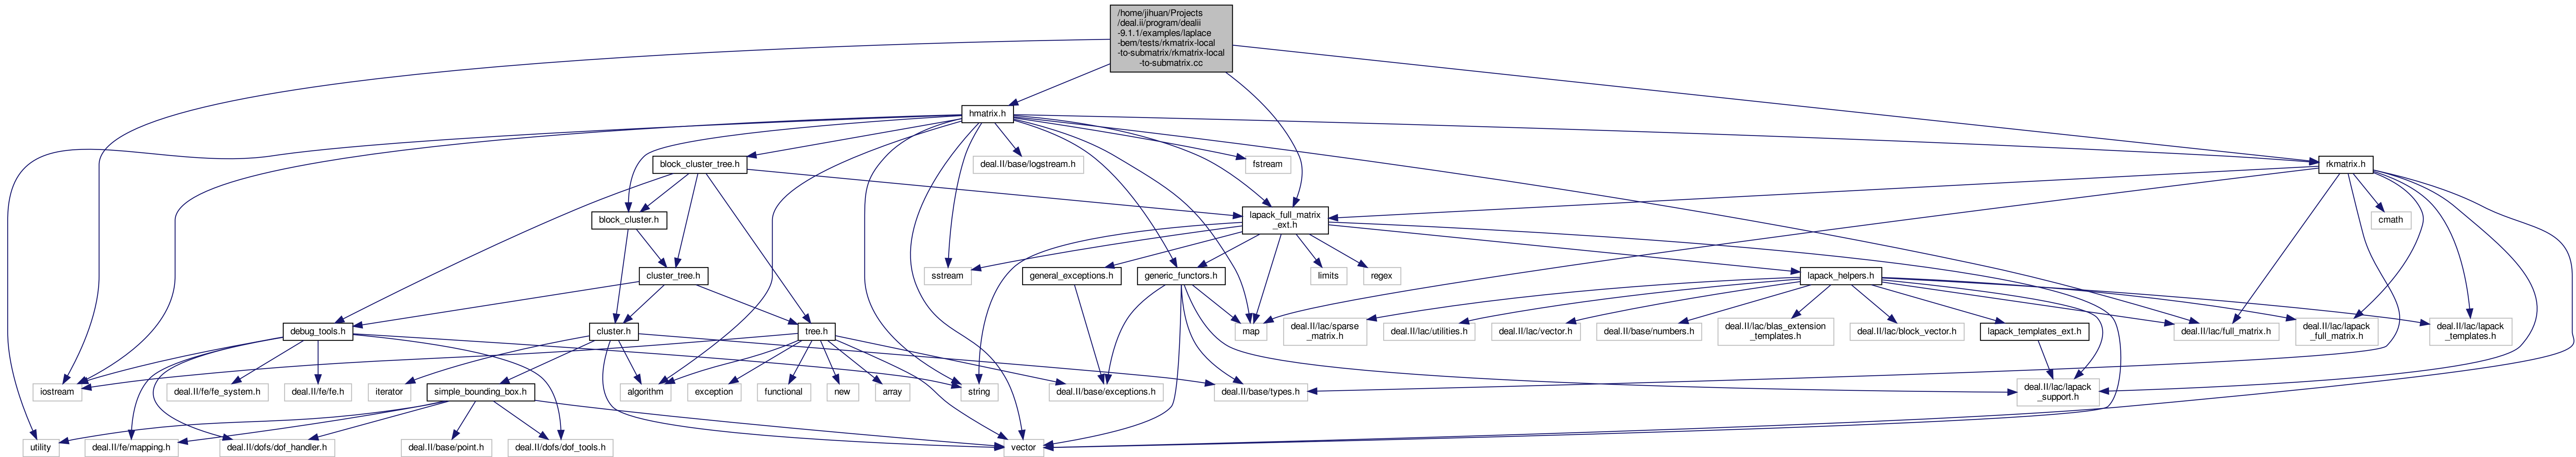 /home/jihuan/Projects
/deal.ii/program/dealii
-9.1.1/examples/laplace
-bem/tests/rkmatrix-local
-to-submatrix/rkmatrix-local
-to-submatrix.cc
hmatrix.h
block_cluster_tree.h
deal.II/base/logstream.h
fstream
rkmatrix.h
block_cluster.h
lapack_full_matrix
_ext.h
cmath
cluster_tree.h
sstream
general_exceptions.h
generic_functors.h
limits
regex
lapack_helpers.h
debug_tools.h
cluster.h
tree.h
map
deal.II/lac/sparse
_matrix.h
deal.II/lac/utilities.h
deal.II/lac/vector.h
deal.II/base/numbers.h
deal.II/lac/blas_extension
_templates.h
deal.II/lac/block_vector.h
lapack_templates_ext.h
deal.II/lac/full_matrix.h
deal.II/lac/lapack
_full_matrix.h
deal.II/lac/lapack
_templates.h
iostream
deal.II/fe/fe_system.h
deal.II/fe/fe.h
iterator
simple_bounding_box.h
algorithm
exception
functional
new
array
string
deal.II/base/exceptions.h
deal.II/base/types.h
deal.II/lac/lapack
_support.h
utility
deal.II/fe/mapping.h
deal.II/dofs/dof_handler.h
deal.II/base/point.h
deal.II/dofs/dof_tools.h
vector